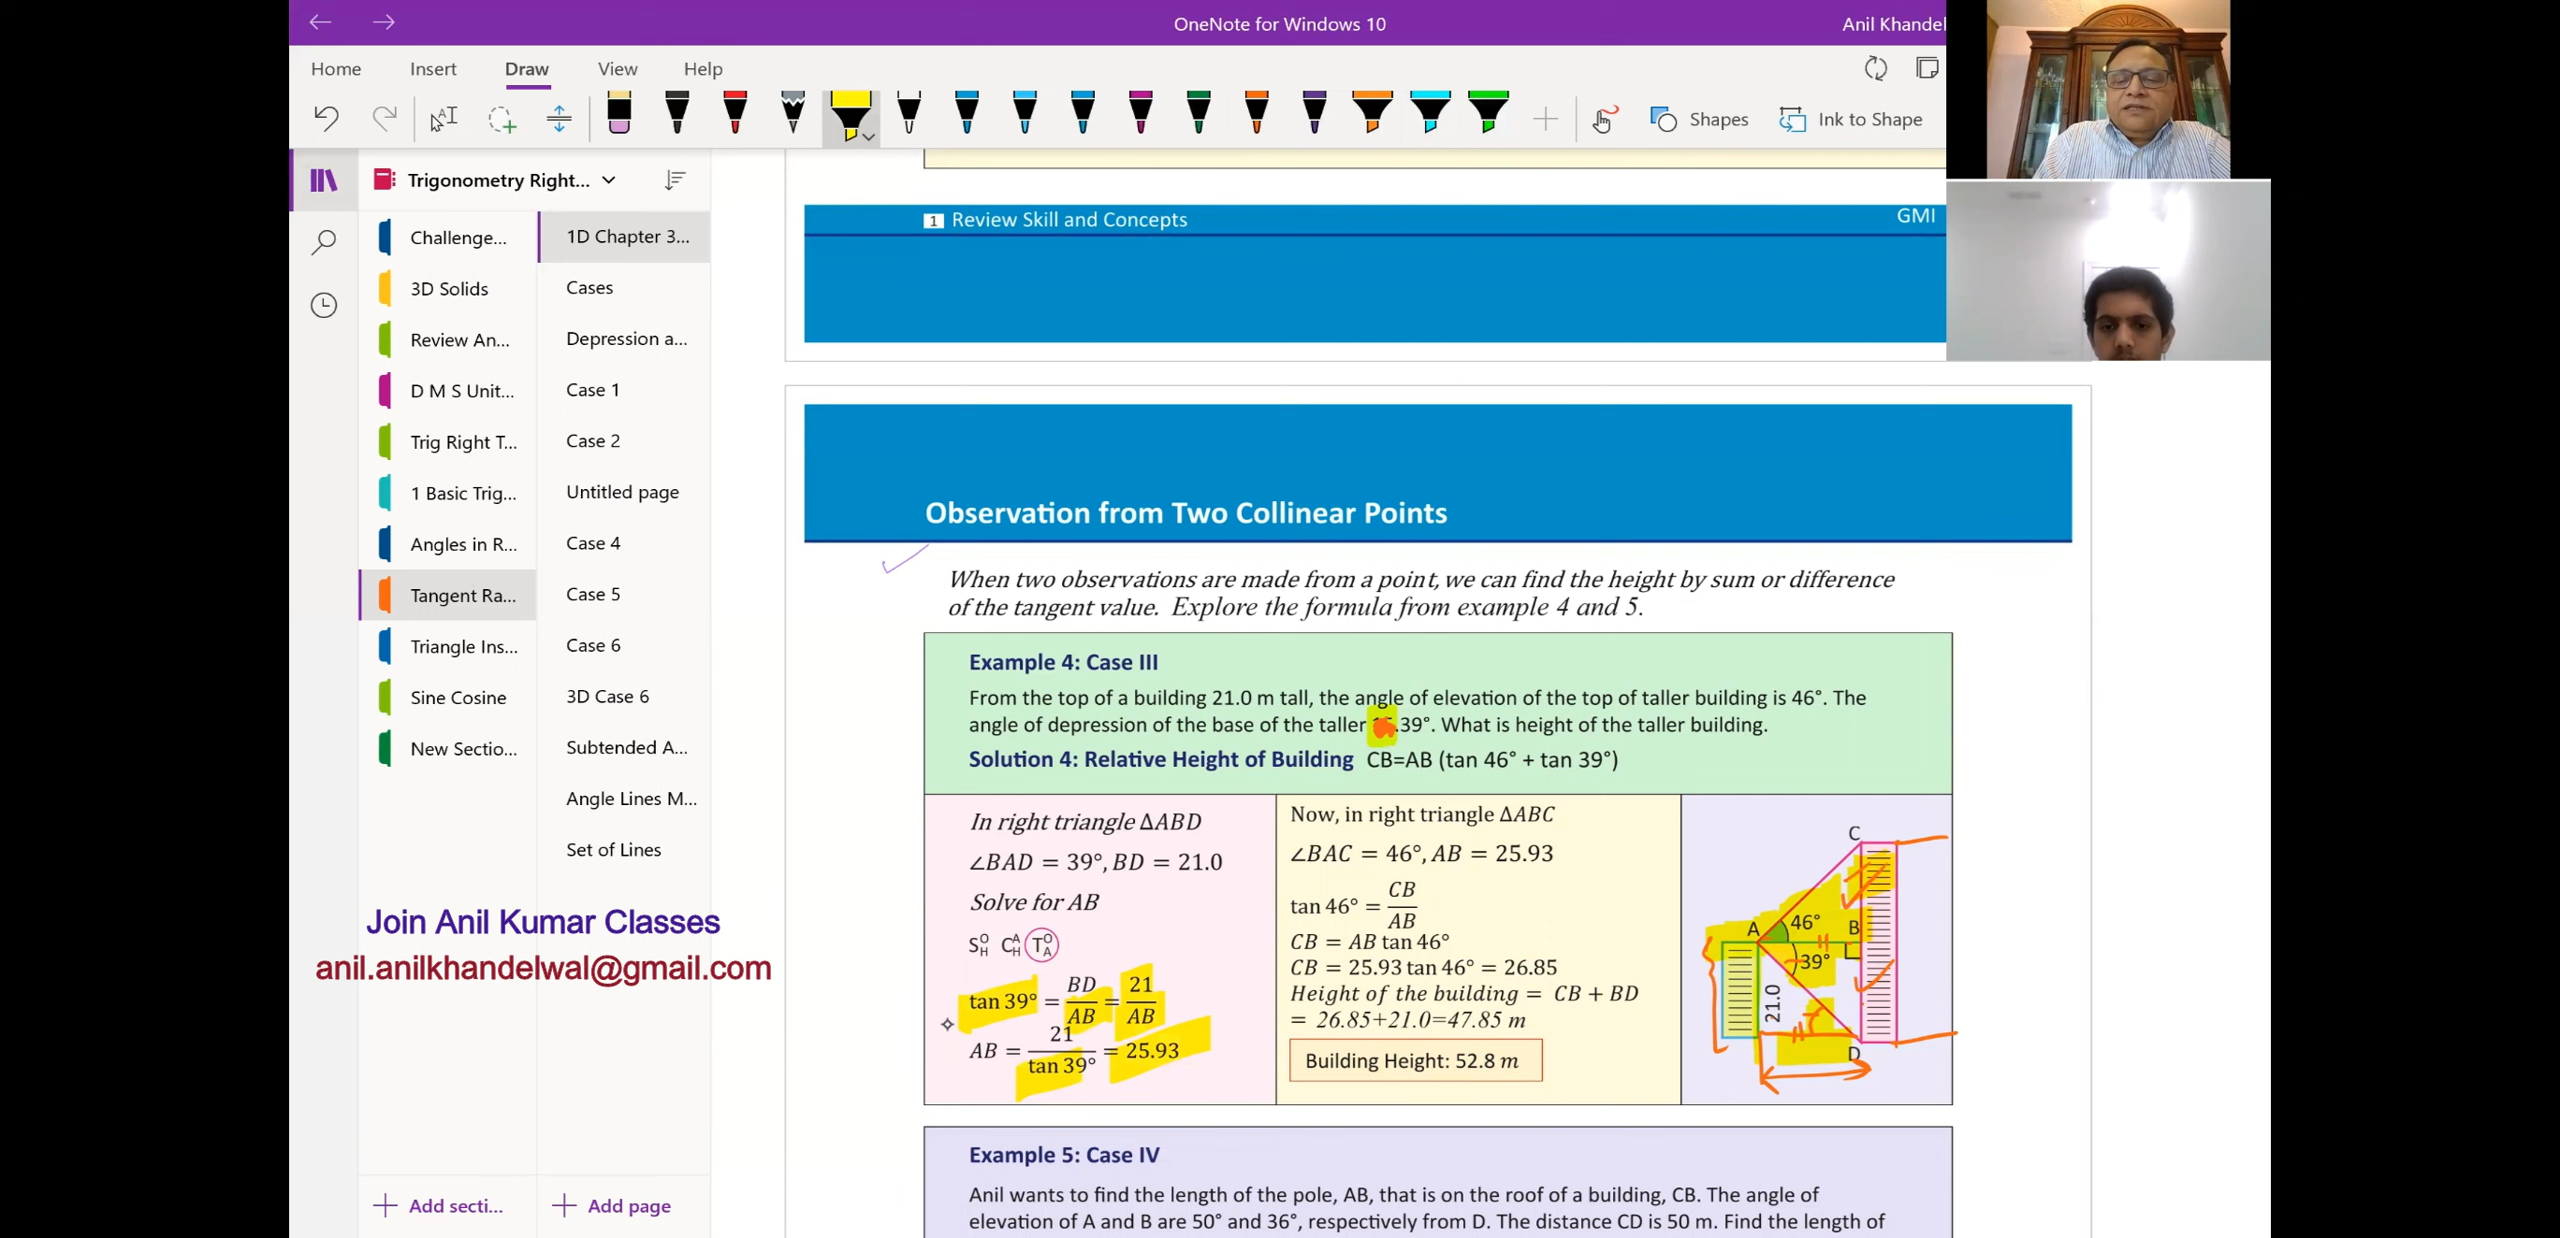 OneNote for Windows 10
Anil Khandel
Home Insert Draw View Help
Shapes
Ink to Shape
Trigonometry Right...
Challenge...
3D Solids
Review An...
D M S Unit...
Trig Right T...
1 Basic Trig...
Angles in R...
Tangent Ra...
Triangle Ins...
Sine Cosine
New Sectio...
1D Chapter 3...
Cases
Depression a...
Case 1
Case 2
Untitled page
Case 4
Case 5
Case 6
3D Case 6
Subtended A...
Angle Lines M...
Set of Lines
Join Anil Kumar Classes
anil.anilkhandelwal@gmail.com
Add secti...
Add page
1 Review Skill and Concepts
GMI
Observation from Two Collinear Points
When two observations are made from a point, we can find the height by sum or difference
of the tangent value. Explore the formula from example 4 and 5.
Example 4: Case III
From the top of a building 21.0 m tall, the angle of elevation of the top of taller building is 46°. The
angle of depression of the base of the taller .39°. What is height of the taller building.
Solution 4: Relative Height of Building CB=AB (tan 46° + tan 39°)
In right triangle ΔABD
∠BAD = 39°, BD = 21.0
Solve for AB
S O H C A H T O A
tan 39° = BD/AB = 21/AB
AB = 21/tan 39° = 25.93
Now, in right triangle ΔABC
∠BAC = 46°, AB = 25.93
tan 46° = CB/AB
CB = AB tan 46°
CB = 25.93 tan 46° = 26.85
Height of the building = CB + BD
= 26.85+21.0=47.85 m
Building Height: 52.8 m
C
A
46°
B
39°
21.0
D
Example 5: Case IV
Anil wants to find the length of the pole, AB, that is on the roof of a building, CB. The angle of
elevation of A and B are 50° and 36°, respectively from D. The distance CD is 50 m. Find the length of